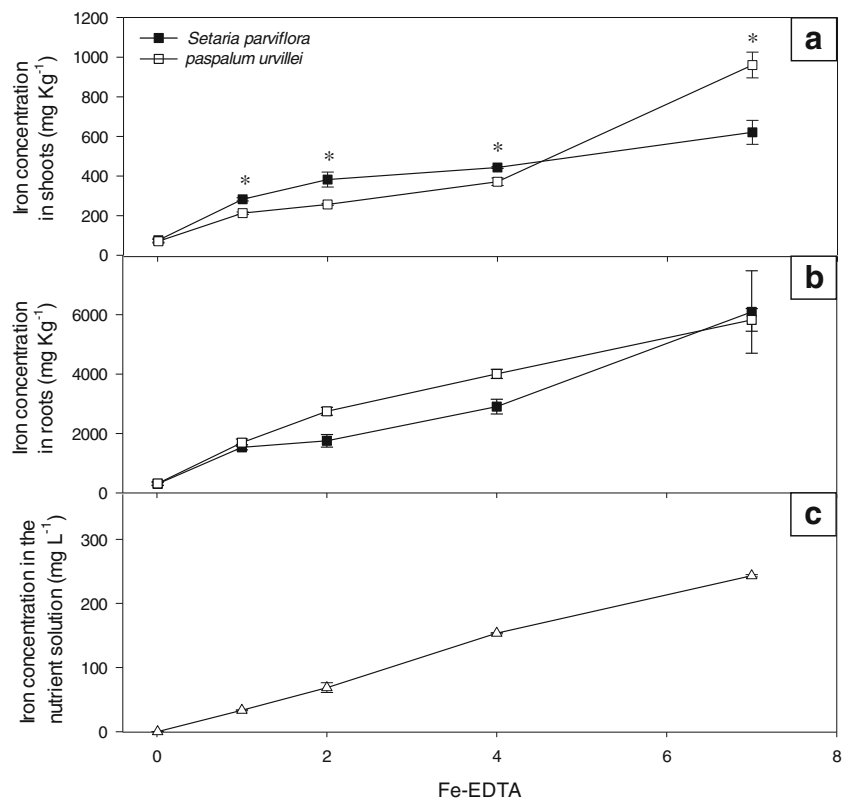 1200
1000
800
600
400
200
0
Iron concentration
in shoots (mg Kg⁻¹)
Setaria parviflora
paspalum urvillei
*
*
*
*
a
6000
4000
2000
0
Iron concentration
in roots (mg Kg⁻¹)
b
300
200
100
0
Iron concentration in the
nutrient solution (mg L⁻¹)
c
0 2 4 6 8
Fe-EDTA